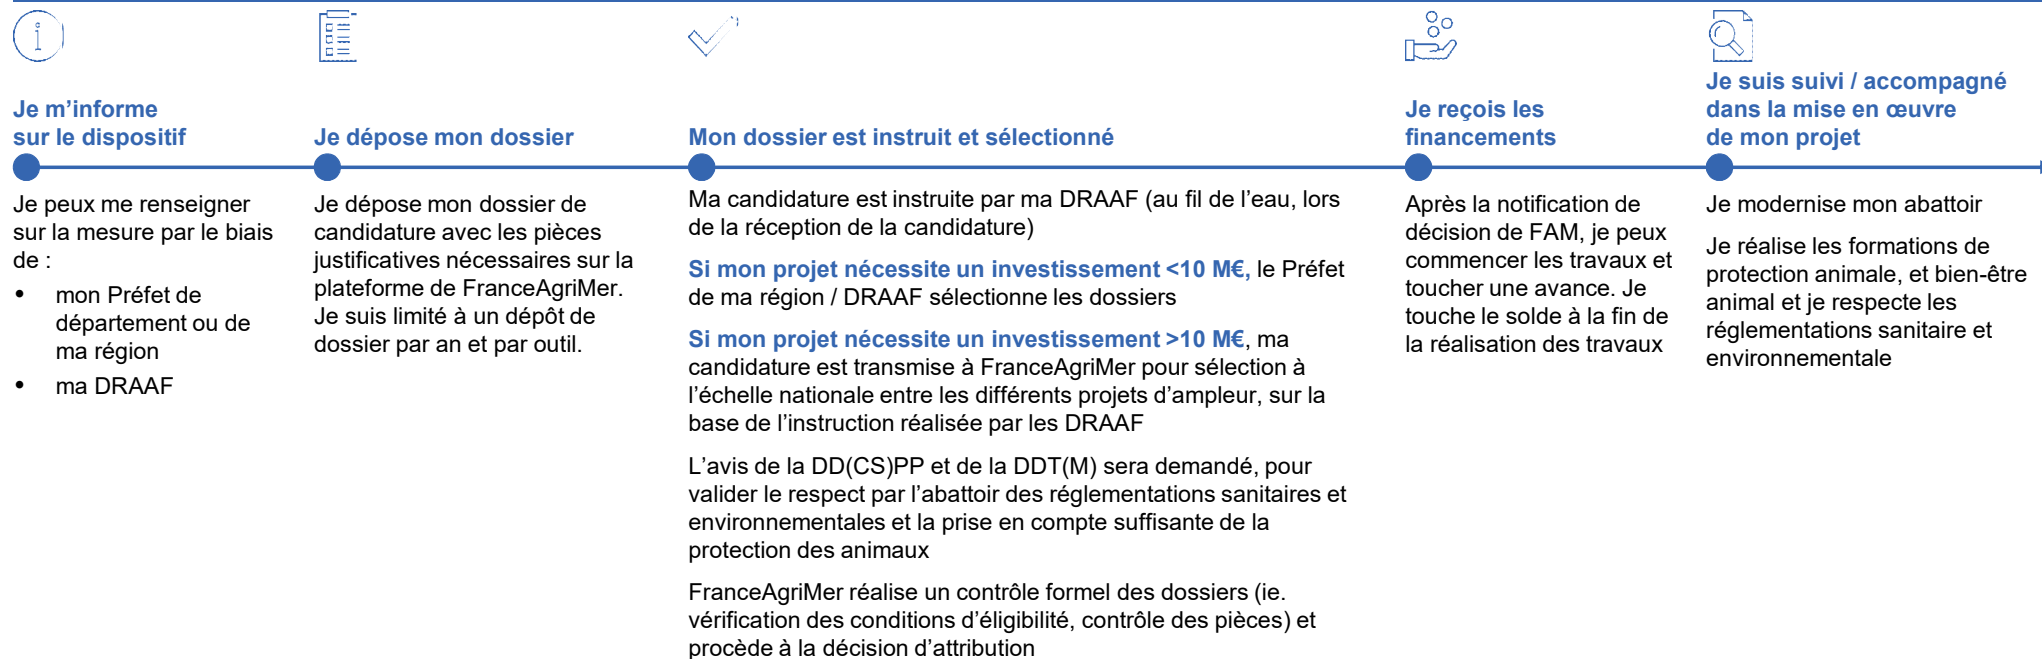 Je m’informe
sur le dispositif
Je peux me renseigner
sur la mesure par le biais
de :
• mon Préfet de
département ou de
ma région
• ma DRAAF
Je dépose mon dossier
Je dépose mon dossier de
candidature avec les pièces
justificatives nécessaires sur la
plateforme de FranceAgriMer.
Je suis limité à un dépôt de
dossier par an et par outil.
Mon dossier est instruit et sélectionné
Ma candidature est instruite par ma DRAAF (au fil de l’eau, lors
de la réception de la candidature)
Si mon projet nécessite un investissement <10 M€, le Préfet
de ma région / DRAAF sélectionne les dossiers
Si mon projet nécessite un investissement >10 M€, ma
candidature est transmise à FranceAgriMer pour sélection à
l’échelle nationale entre les différents projets d’ampleur, sur la
base de l’instruction réalisée par les DRAAF
L’avis de la DD(CS)PP et de la DDT(M) sera demandé, pour
valider le respect par l’abattoir des réglementations sanitaires et
environnementales et la prise en compte suffisante de la
protection des animaux
FranceAgriMer réalise un contrôle formel des dossiers (ie.
vérification des conditions d’éligibilité, contrôle des pièces) et
procède à la décision d’attribution
Je reçois les
financements
Après la notification de
décision de FAM, je peux
commencer les travaux et
toucher une avance. Je
touche le solde à la fin de
la réalisation des travaux
Je suis suivi / accompagné
dans la mise en œuvre
de mon projet
Je modernise mon abattoir
Je réalise les formations de
protection animale, et bien-être
animal et je respecte les
réglementations sanitaire et
environnementale